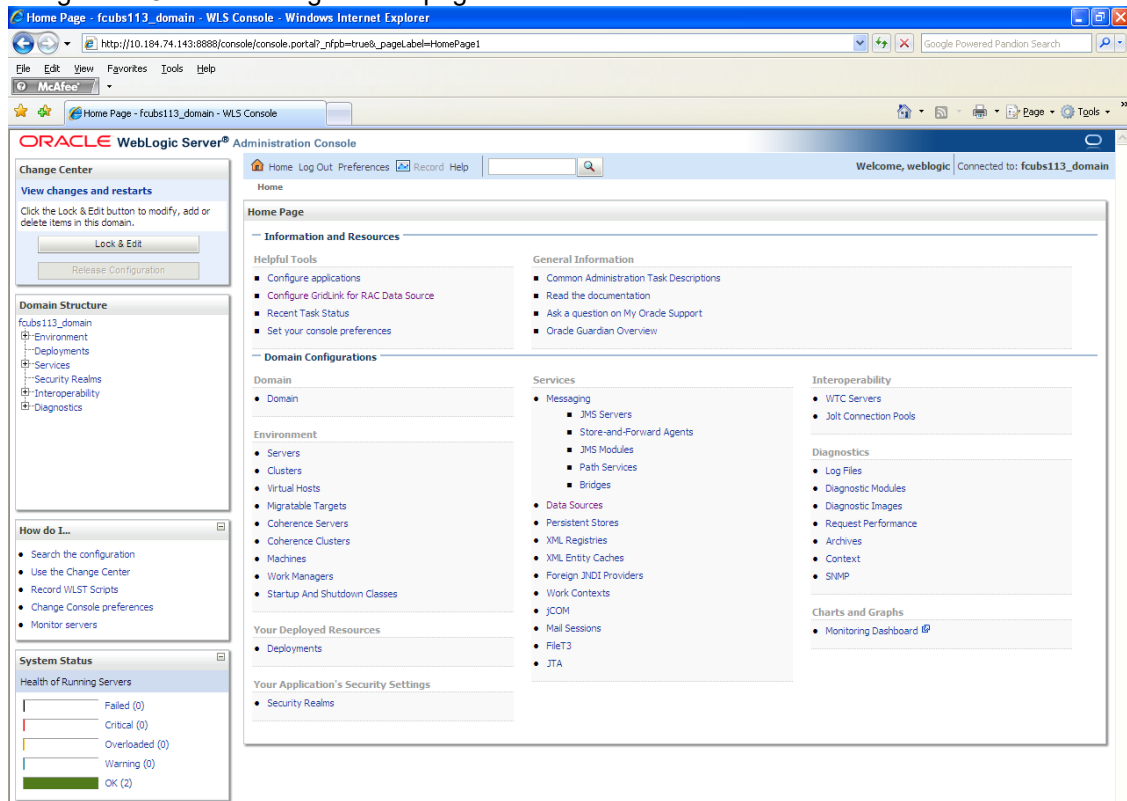 Home Page - fcubs113_domain - WLS Console - Windows Internet Explorer
http://10.184.74.143:8888/console/console.portal?_nfpb=true&_pageLabel=HomePage1
Google Powered Pandion Search
File Edit View Favorites Tools Help
McAfee
Home Page - fcubs113_domain - WLS Console
Page Tools
ORACLE WebLogic Server® Administration Console
Change Center
View changes and restarts
Click the Lock & Edit button to modify, add or
delete items in this domain.
Lock & Edit
Release Configuration
Domain Structure
fcubs113_domain
Environment
Deployments
Services
Security Realms
Interoperability
Diagnostics
How do I...
Search the configuration
Use the Change Center
Record WLST Scripts
Change Console preferences
Monitor servers
System Status
Health of Running Servers
Failed (0)
Critical (0)
Overloaded (0)
Warning (0)
OK (2)
Home Log Out Preferences Record Help
Welcome, weblogic Connected to: fcubs113_domain
Home
Home Page
Information and Resources
Helpful Tools
Configure applications
Configure GridLink for RAC Data Source
Recent Task Status
Set your console preferences
General Information
Common Administration Task Descriptions
Read the documentation
Ask a question on My Oracle Support
Oracle Guardian Overview
Domain Configurations
Domain
Domain
Environment
Servers
Clusters
Virtual Hosts
Migratable Targets
Coherence Servers
Coherence Clusters
Machines
Work Managers
Startup And Shutdown Classes
Your Deployed Resources
Deployments
Your Application's Security Settings
Security Realms
Services
Messaging
JMS Servers
Store-and-Forward Agents
JMS Modules
Path Services
Bridges
Data Sources
Persistent Stores
XML Registries
XML Entity Caches
Foreign JNDI Providers
Work Contexts
jCOM
Mail Sessions
FileT3
JTA
Interoperability
WTC Servers
Jolt Connection Pools
Diagnostics
Log Files
Diagnostic Modules
Diagnostic Images
Request Performance
Archives
Context
SNMP
Charts and Graphs
Monitoring Dashboard